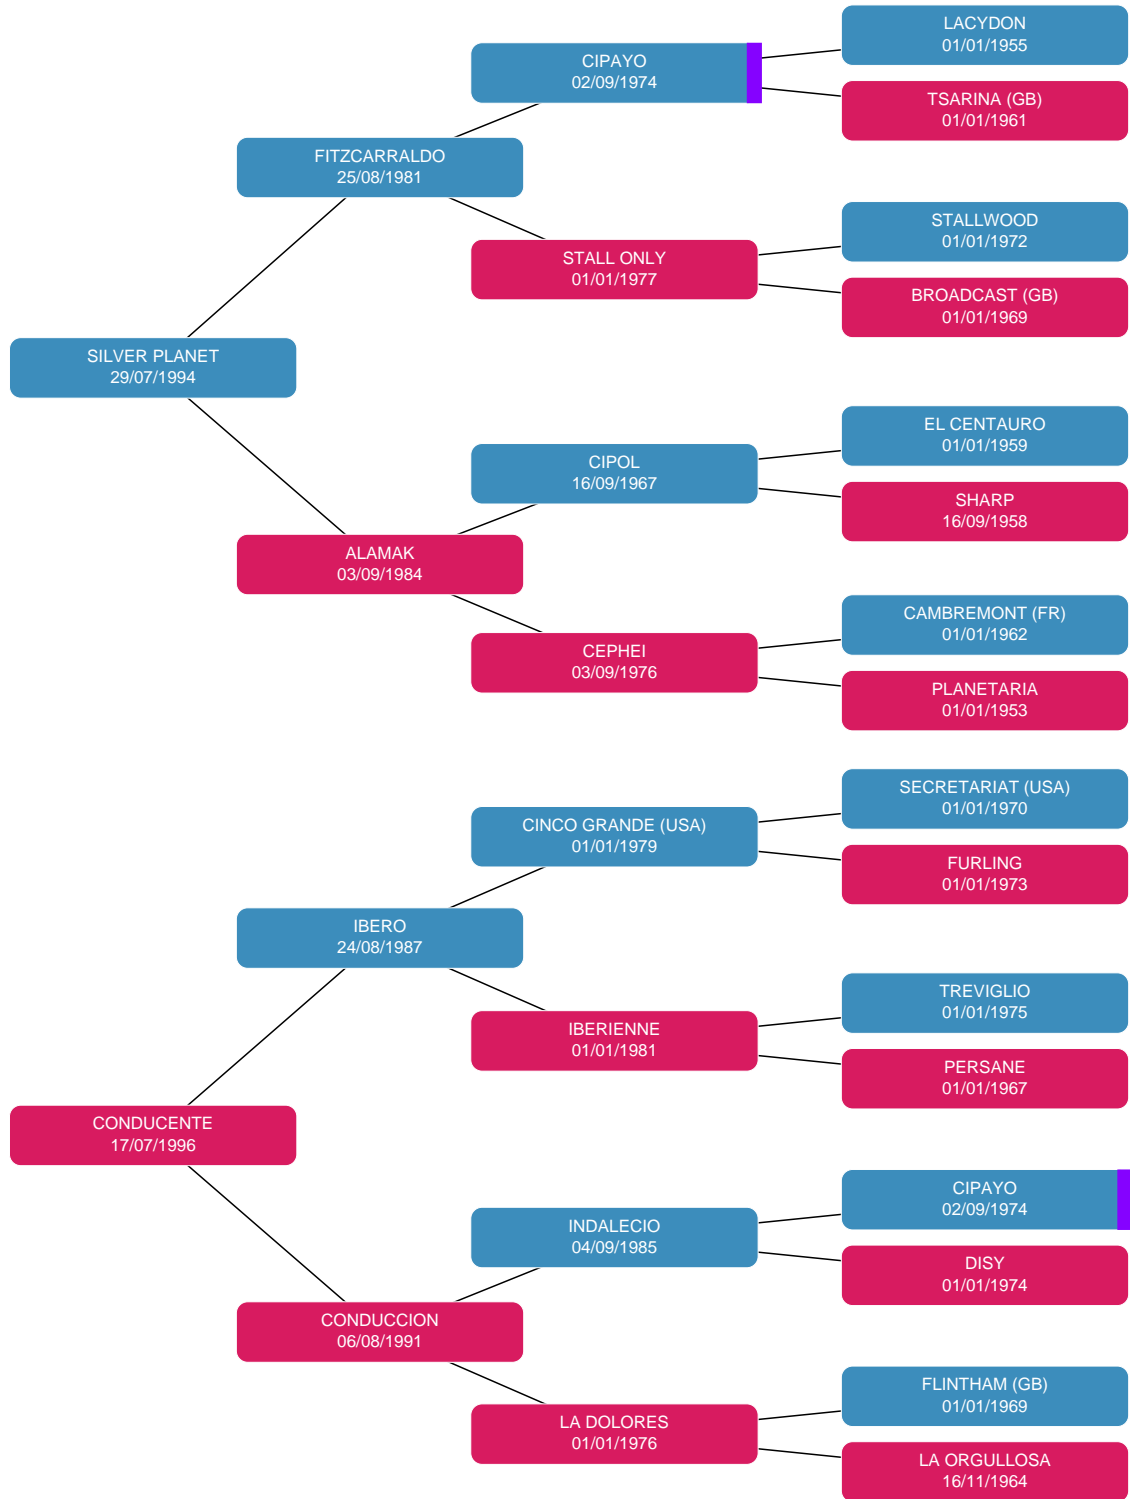 LACYDON
01/01/1955
CIPAYO
02/09/1974
TSARINA (GB)
01/01/1961
FITZCARRALDO
25/08/1981
STALLWOOD
01/01/1972
STALL ONLY
01/01/1977
BROADCAST (GB)
01/01/1969
SILVER PLANET
29/07/1994
EL CENTAURO
01/01/1959
CIPOL
16/09/1967
SHARP
16/09/1958
ALAMAK
03/09/1984
CAMBREMONT (FR)
01/01/1962
CEPHEI
03/09/1976
PLANETARIA
01/01/1953
SECRETARIAT (USA)
01/01/1970
CINCO GRANDE (USA)
01/01/1979
FURLING
01/01/1973
IBERO
24/08/1987
TREVIGLIO
01/01/1975
IBERIENNE
01/01/1981
PERSANE
01/01/1967
CONDUCENTE
17/07/1996
CIPAYO
02/09/1974
INDALECIO
04/09/1985
DISY
01/01/1974
CONDUCCION
06/08/1991
FLINTHAM (GB)
01/01/1969
LA DOLORES
01/01/1976
LA ORGULLOSA
16/11/1964